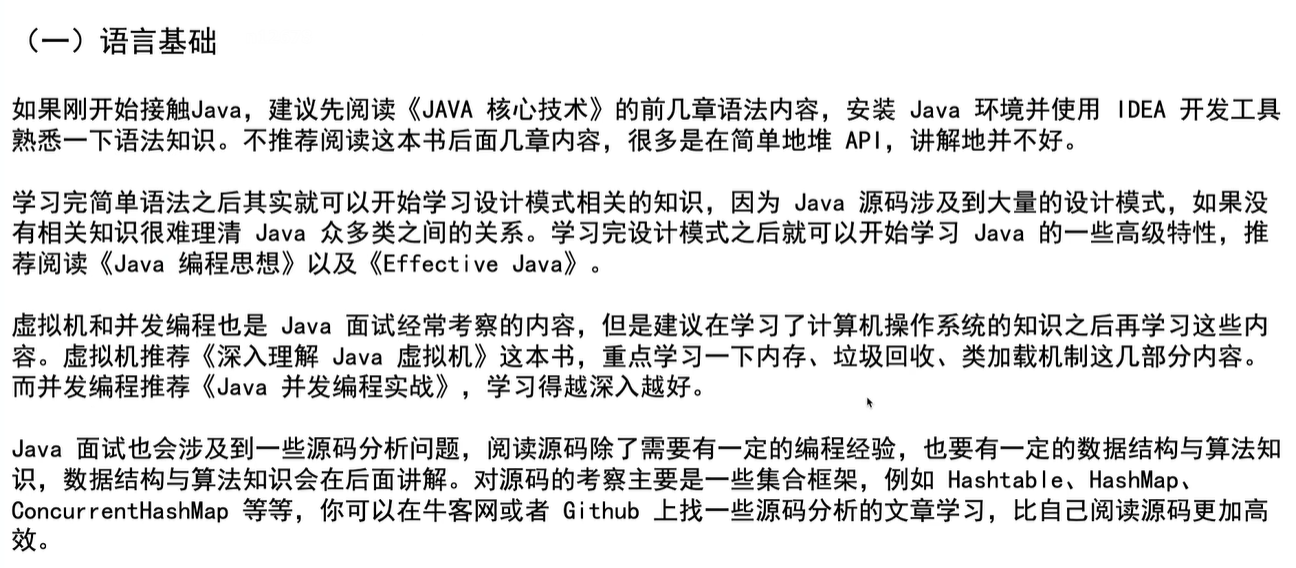 （一）语言基础
如果刚开始接触Java，建议先阅读《JAVA 核心技术》的前几章语法内容，安装 Java 环境并使用 IDEA 开发工具
熟悉一下语法知识。不推荐阅读这本书后面几章内容，很多是在简单地堆 API，讲解地并不好。
学习完简单语法之后其实就可以开始学习设计模式相关的知识，因为 Java 源码涉及到大量的设计模式，如果没
有相关知识很难理清 Java 众多类之间的关系。学习完设计模式之后就可以开始学习 Java 的一些高级特性，推
荐阅读《Java 编程思想》以及《Effective Java》。
虚拟机和并发编程也是 Java 面试经常考察的内容，但是建议在学习了计算机操作系统的知识之后再学习这些内
容。虚拟机推荐《深入理解 Java 虚拟机》这本书，重点学习一下内存、垃圾回收、类加载机制这几部分内容。
而并发编程推荐《Java 并发编程实战》，学习得越深入越好。
Java 面试也会涉及到一些源码分析问题，阅读源码除了需要有一定的编程经验，也要有一定的数据结构与算法知
识，数据结构与算法知识会在后面讲解。对源码的考察主要是一些集合框架，例如 Hashtable、HashMap、
ConcurrentHashMap 等等，你可以在牛客网或者 Github 上找一些源码分析的文章学习，比自己阅读源码更加高
效。